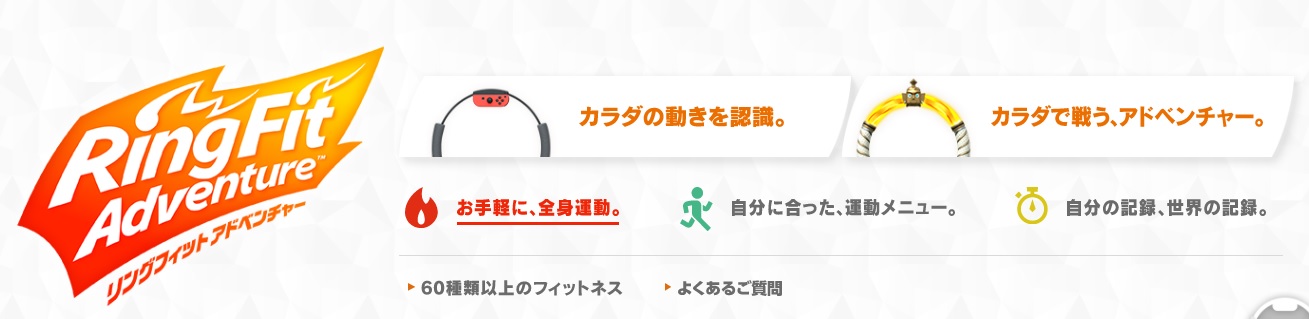 RingFit
Adventure™
リングフィット アドベンチャー
カラダの動きを認識。
カラダで戦う、アドベンチャー。
お手軽に、全身運動。
自分に合った、運動メニュー。
自分の記録、世界の記録。
60種類以上のフィットネス
よくあるご質問